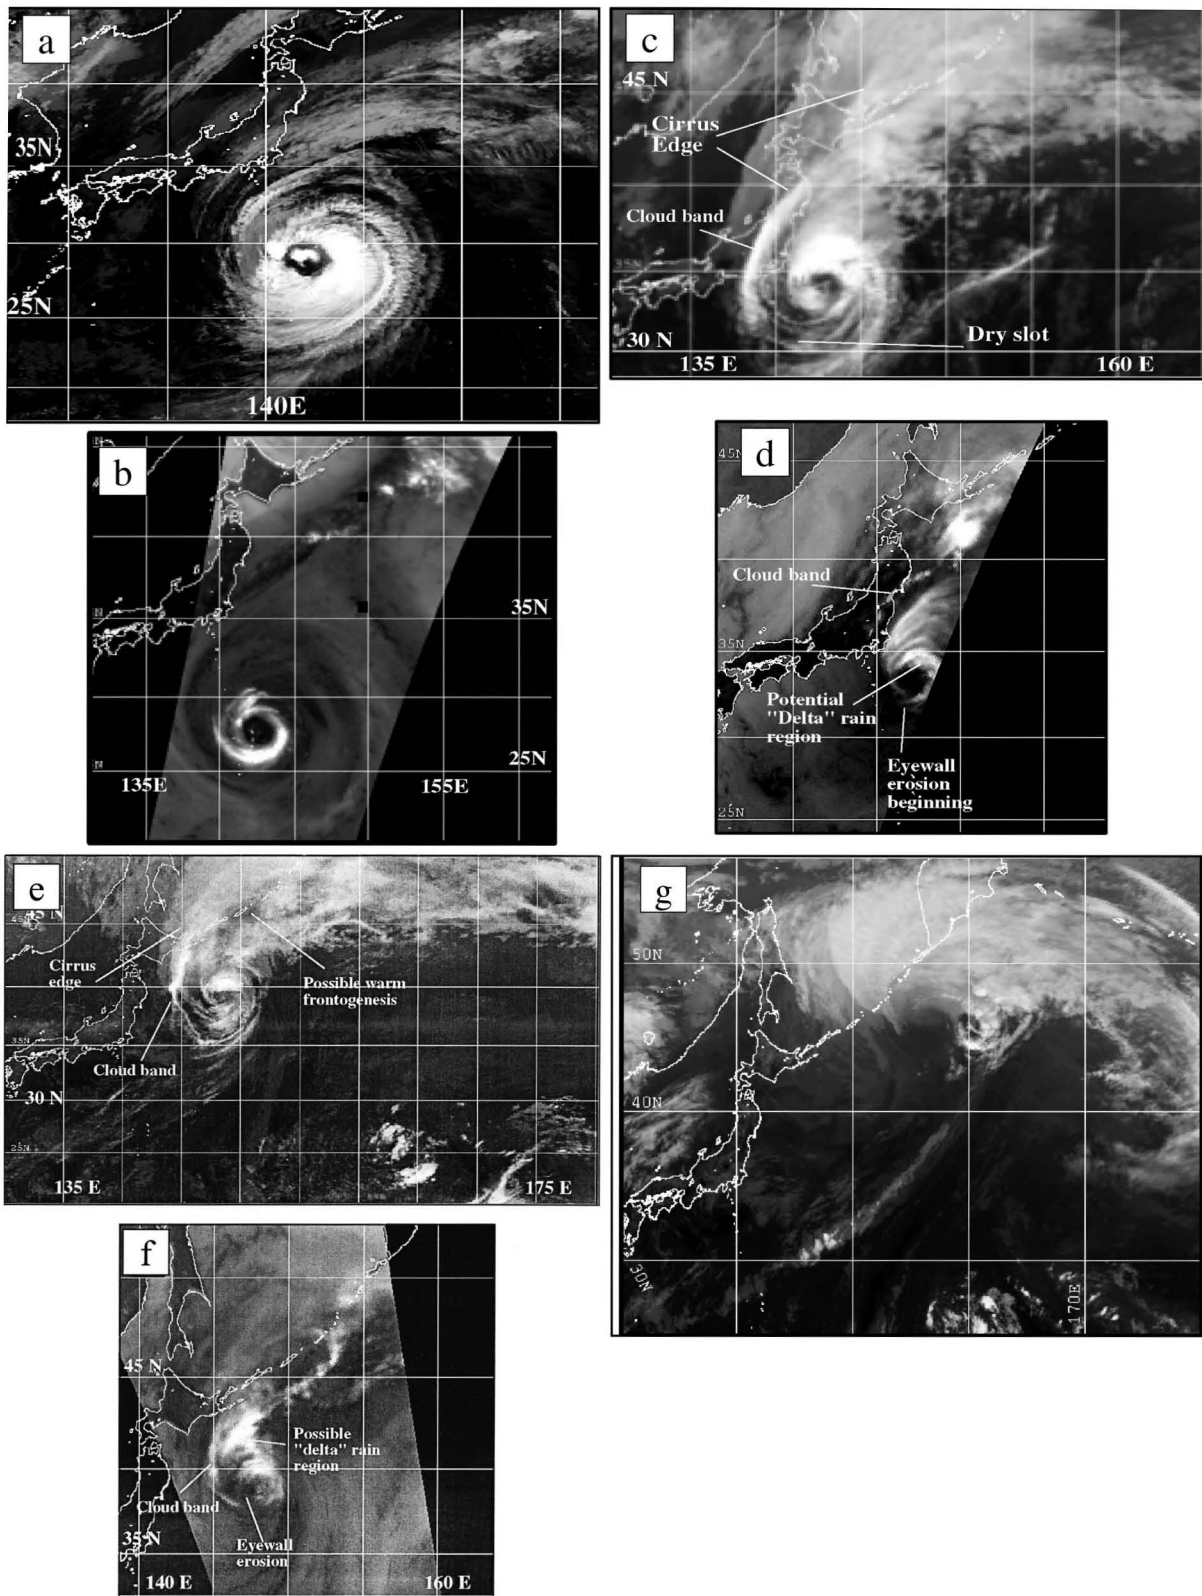 a
35N
25N
140E
c
45 N
Cirrus
Edge
Cloud band
35N
30 N
Dry slot
135 E
160 E
b
35N
25N
135E
155E
d
45N
Cloud band
35N
Potential
"Delta" rain
region
Eyewall
erosion
beginning
25N
e
45 N
45N
Cirrus
edge
Possible warm
frontogenesis
35N
Cloud band
30 N
25N
135 E
175 E
g
50N
40N
30N
170E
f
45 N
Possible
"delta" rain
region
Cloud band
35 N
Eyewall
erosion
140 E
160 E